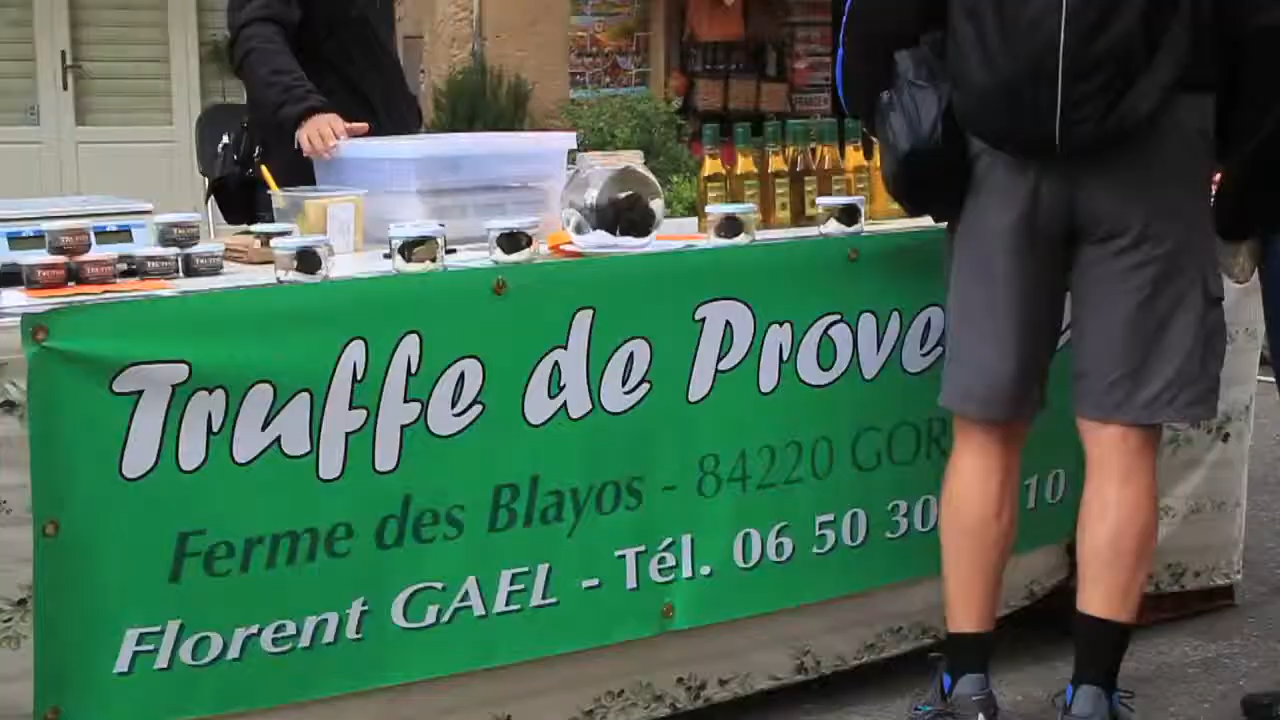 Truffe de Prove
Ferme des Blayos - 84220 GOR
Florent GAEL - Tél. 06 50 30 10